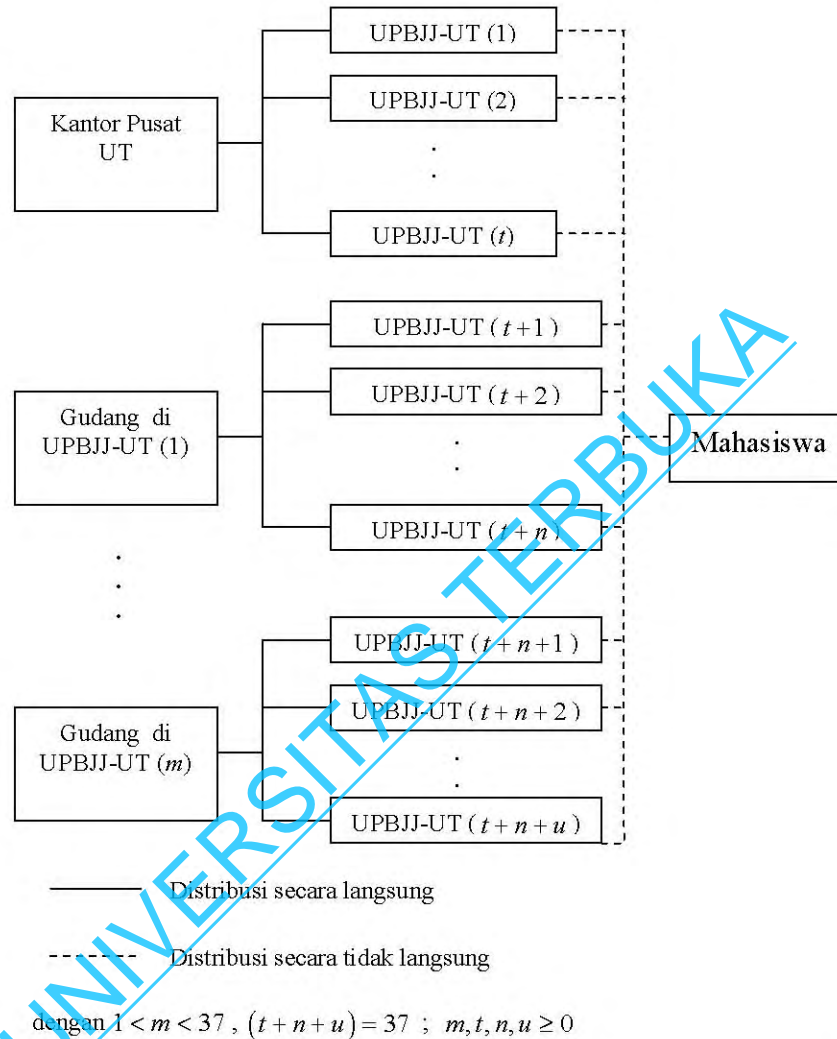 Kantor Pusat
UT
UPBJJ-UT (1)
UPBJJ-UT (2)
.
.
UPBJJ-UT (t)
Gudang di
UPBJJ-UT (1)
UPBJJ-UT (t+1)
UPBJJ-UT (t+2)
.
.
UPBJJ-UT (t+n)
.
.
.
Gudang di
UPBJJ-UT (m)
UPBJJ-UT (t+n+1)
UPBJJ-UT (t+n+2)
.
.
UPBJJ-UT (t+n+u)
Mahasiswa
Distribusi secara langsung
Distribusi secara tidak langsung
dengan 1 < m < 37 , (t+n+u) = 37 ; m,t,n,u ≥ 0
UNIVERSITAS TERBUKA